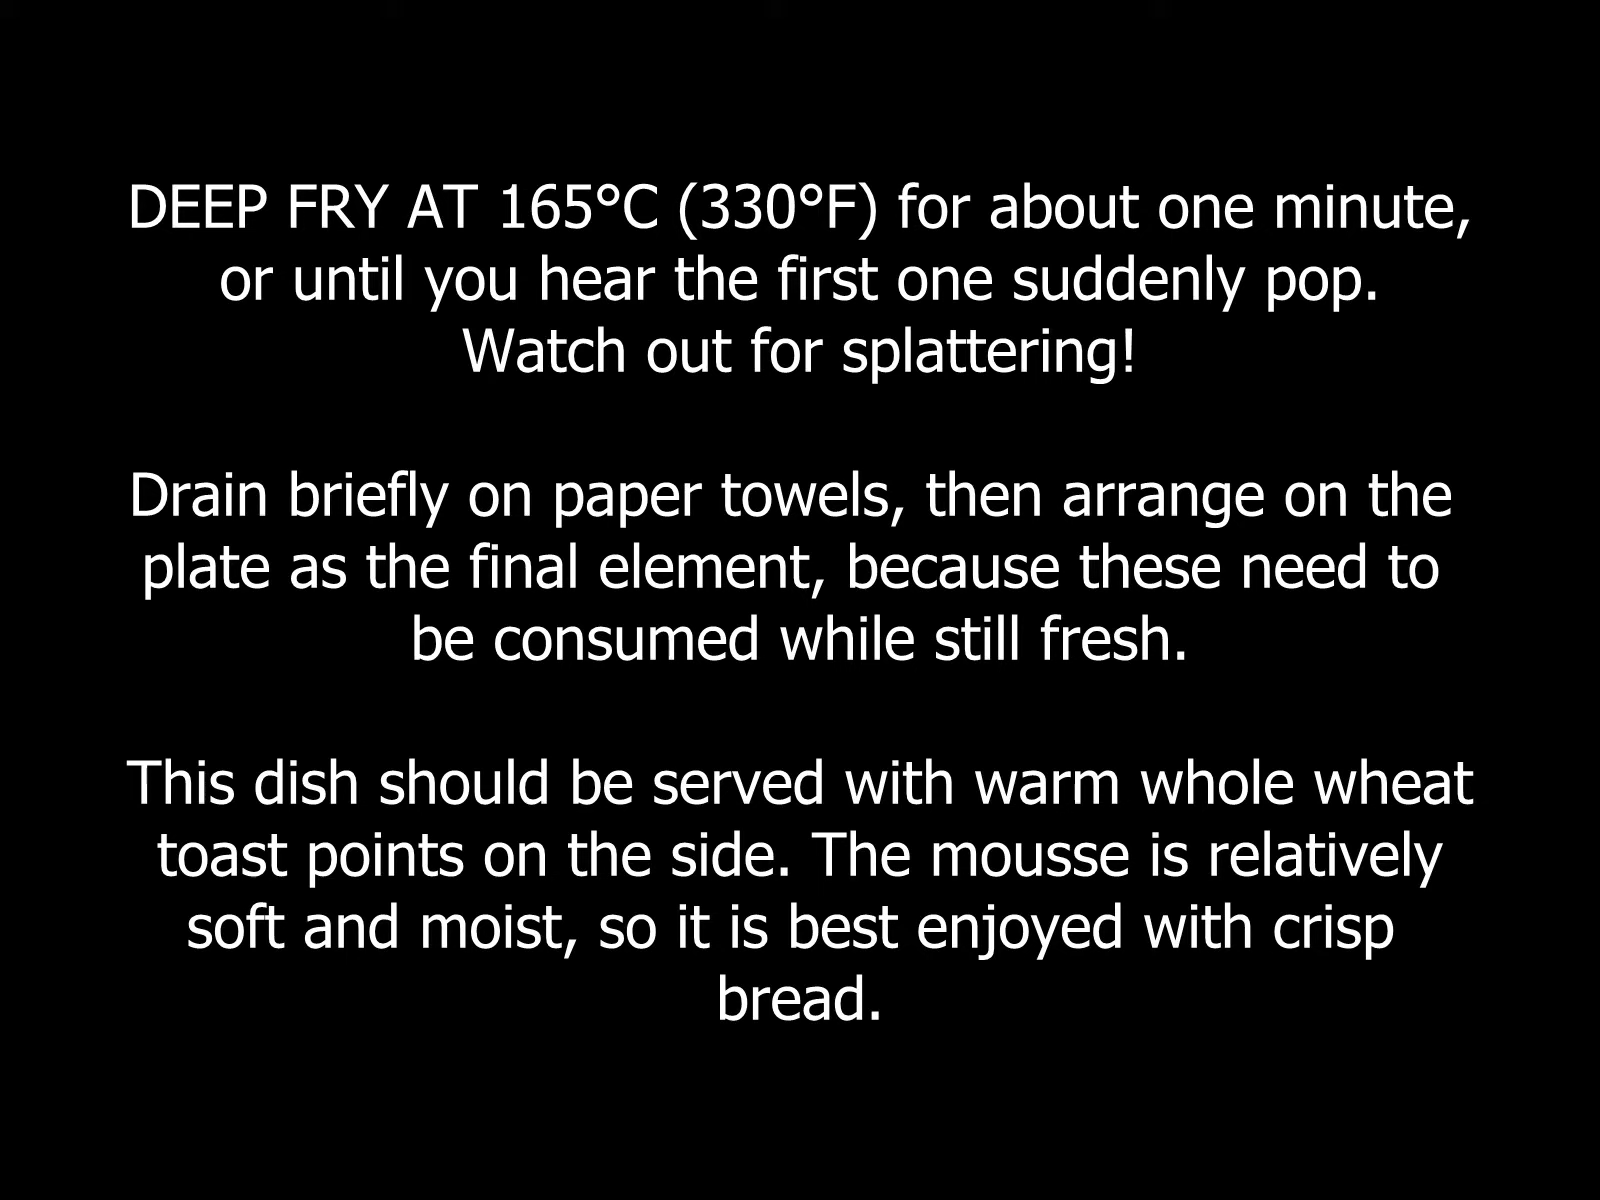 DEEP FRY AT 165°C (330°F) for about one minute,
or until you hear the first one suddenly pop.
Watch out for splattering!
Drain briefly on paper towels, then arrange on the
plate as the final element, because these need to
be consumed while still fresh.
This dish should be served with warm whole wheat
toast points on the side. The mousse is relatively
soft and moist, so it is best enjoyed with crisp
bread.